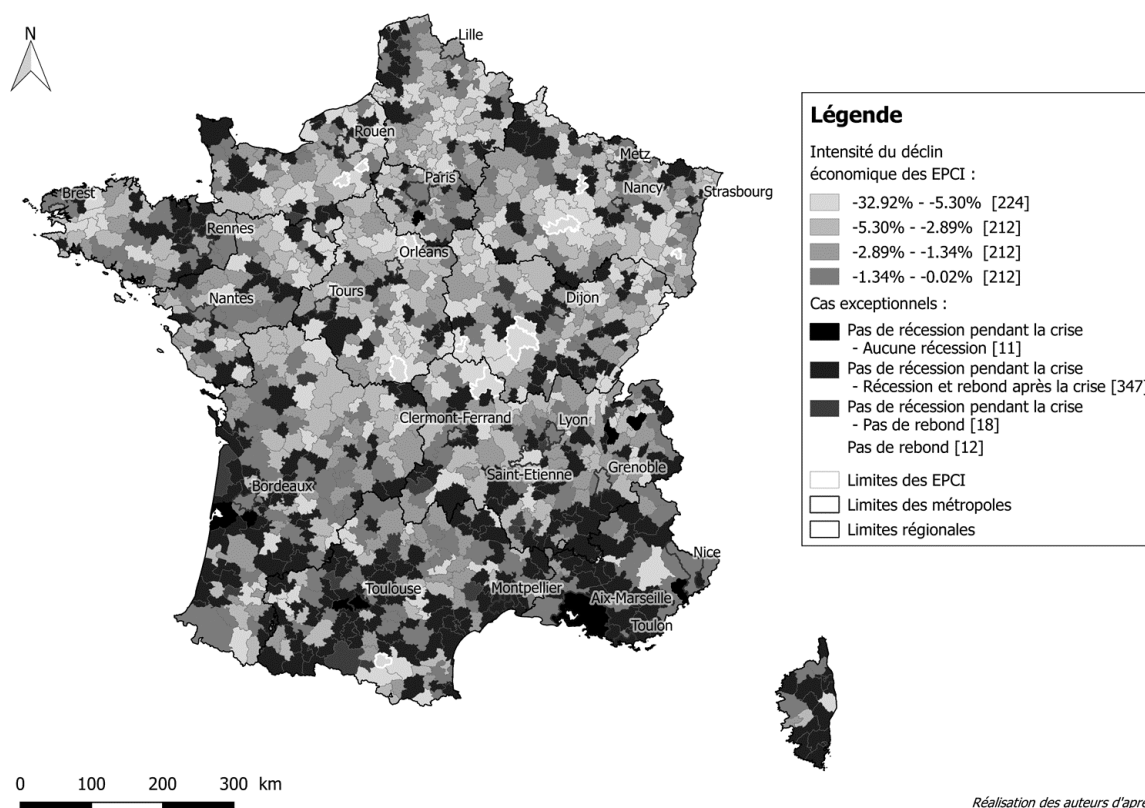 N
Lille
Rouen
Metz
Paris
Nancy
Strasbourg
Brest
Rennes
Orléans
Nantes
Tours
Dijon
Clermont-Ferrand
Lyon
Saint-Etienne
Grenoble
Bordeaux
Nice
Toulouse
Montpellier
Aix-Marseille
Toulon
0 100 200 300 km
Légende
Intensité du déclin
économique des EPCI :
-32.92% - -5.30% [224]
-5.30% - -2.89% [212]
-2.89% - -1.34% [212]
-1.34% - -0.02% [212]
Cas exceptionnels :
Pas de récession pendant la crise
- Aucune récession [11]
Pas de récession pendant la crise
- Récession et rebond après la crise [347]
Pas de récession pendant la crise
- Pas de rebond [18]
Pas de rebond [12]
Limites des EPCI
Limites des métropoles
Limites régionales
Réalisation des auteurs d'apr